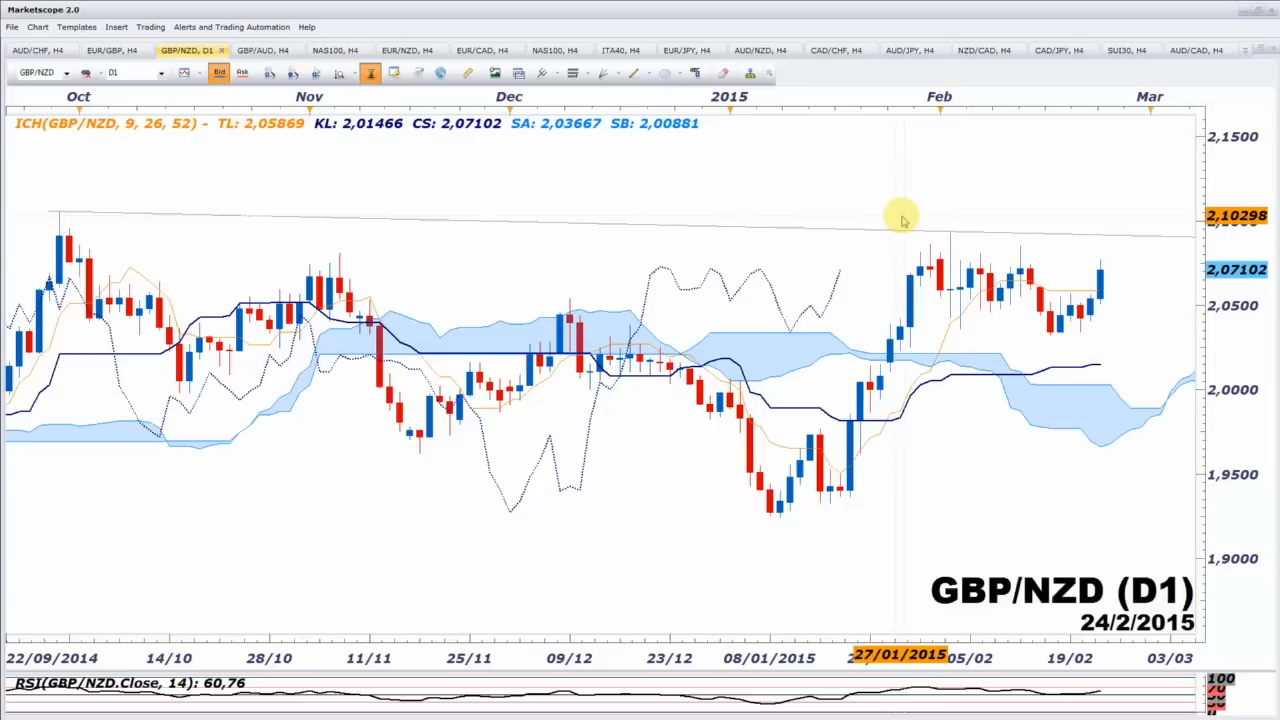 Marketscope 2.0
File Chart Templates Insert Trading Alerts and Trading Automation Help
AUD/CHF, H4 EUR/GBP, H4 GBP/NZD, D1 GBP/AUD, H4 NAS100, H4 EUR/NZD, H4 EUR/CAD, H4 NAS100, H4 ITA40, H4 EUR/JPY, H4 AUD/NZD, H4 CAD/CHF, H4 AUD/JPY, H4 NZD/CAD, H4 CAD/JPY, H4 SUI30, H4 AUD/CAD, H4
GBP/NZD D1 Bid Ask
Oct Nov Dec 2015 Feb Mar
ICH(GBP/NZD, 9, 26, 52) - TL: 2,05869 KL: 2,01466 CS: 2,07102 SA: 2,03667 SB: 2,00881
2,1500
2,10298
2,07102
2,0500
2,0000
1,9500
1,9000
GBP/NZD (D1)
24/2/2015
22/09/2014 14/10 28/10 11/11 25/11 09/12 23/12 08/01/2015 27/01/2015 05/02 19/02 03/03
RSI(GBP/NZD.Close, 14): 60,76
100
70